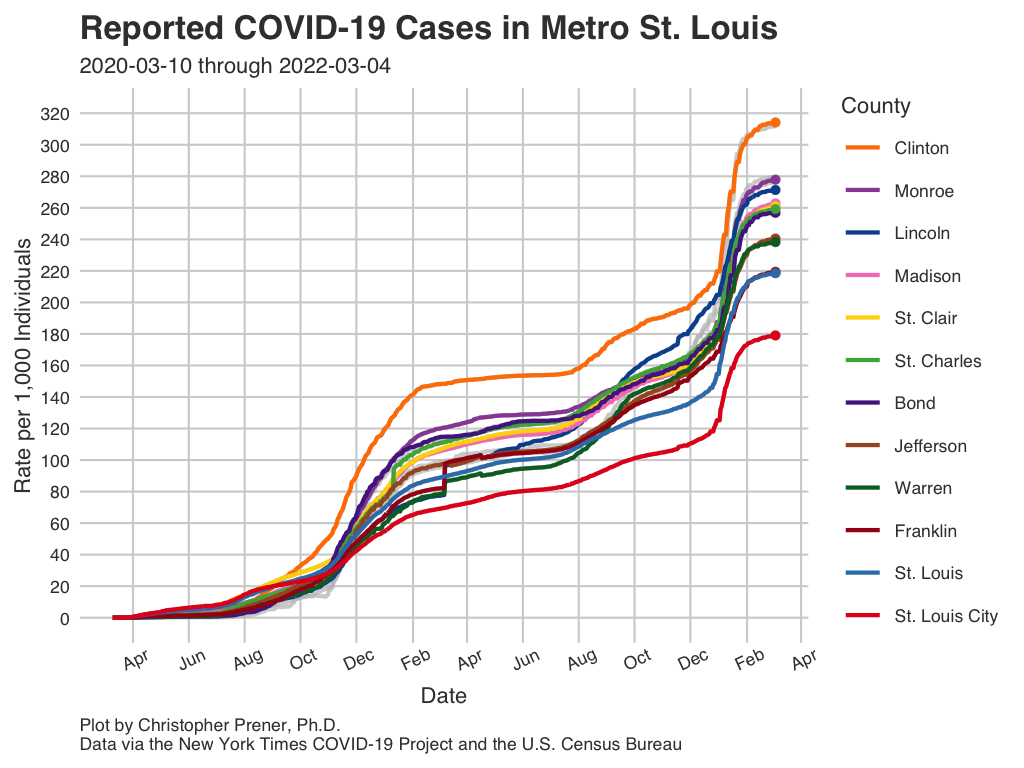 Reported COVID-19 Cases in Metro St. Louis
2020-03-10 through 2022-03-04
Rate per 1,000 Individuals
320
300
280
260
240
220
200
180
160
140
120
100
80
60
40
20
0
Apr
Jun
Aug
Oct
Dec
Feb
Apr
Jun
Aug
Oct
Dec
Feb
Apr
Date
County
Clinton
Monroe
Lincoln
Madison
St. Clair
St. Charles
Bond
Jefferson
Warren
Franklin
St. Louis
St. Louis City
Plot by Christopher Prener, Ph.D.
Data via the New York Times COVID-19 Project and the U.S. Census Bureau